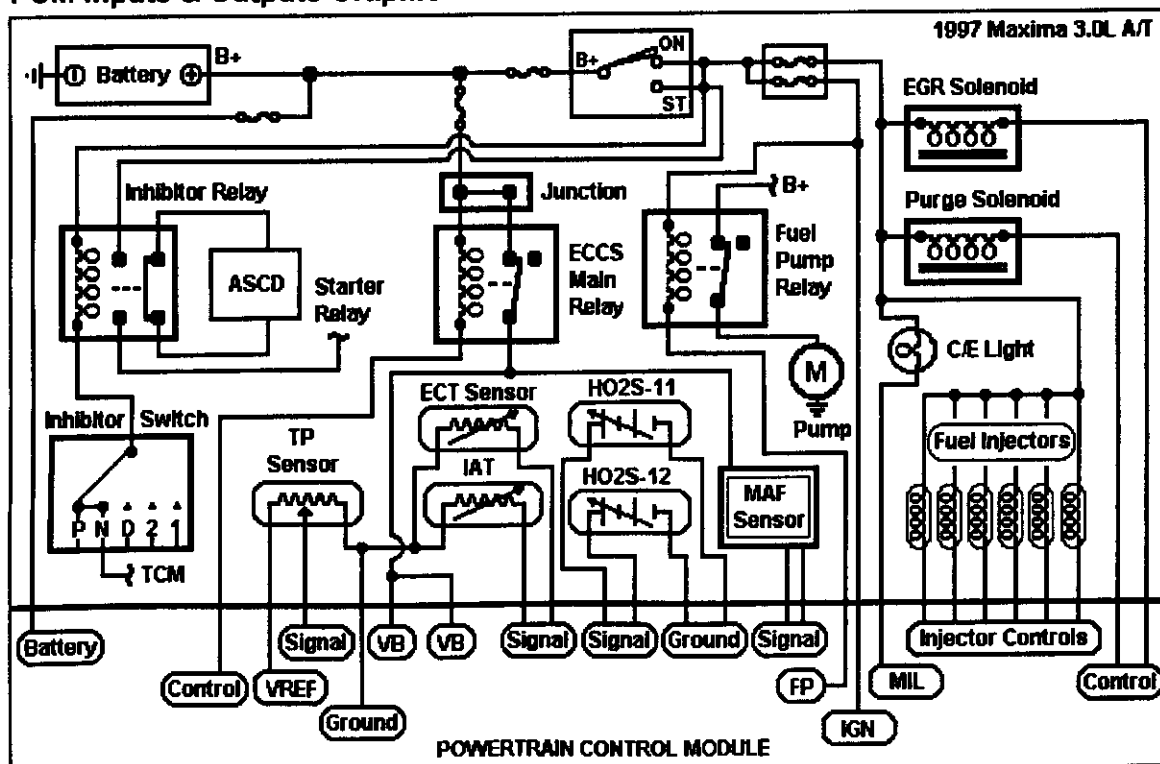 1997 Maxima 3.0L A/T
Battery
B+
B+
ON
ST
EGR Solenoid
Inhibitor Relay
Junction
B+
Purge Solenoid
ASCD
Starter
Relay
ECCS
Main
Relay
Fuel
Pump
Relay
C/E Light
M
Pump
ECT Sensor
HO2S-11
Inhibitor Switch
TP
Sensor
IAT
HO2S-12
MAF
Sensor
Fuel Injectors
P N D 2 1
TCM
Battery
Signal
VB
VB
Signal
Signal
Ground
Signal
Injector Controls
Control
VREF
FP
MIL
Control
Ground
IGN
POWERTRAIN CONTROL MODULE